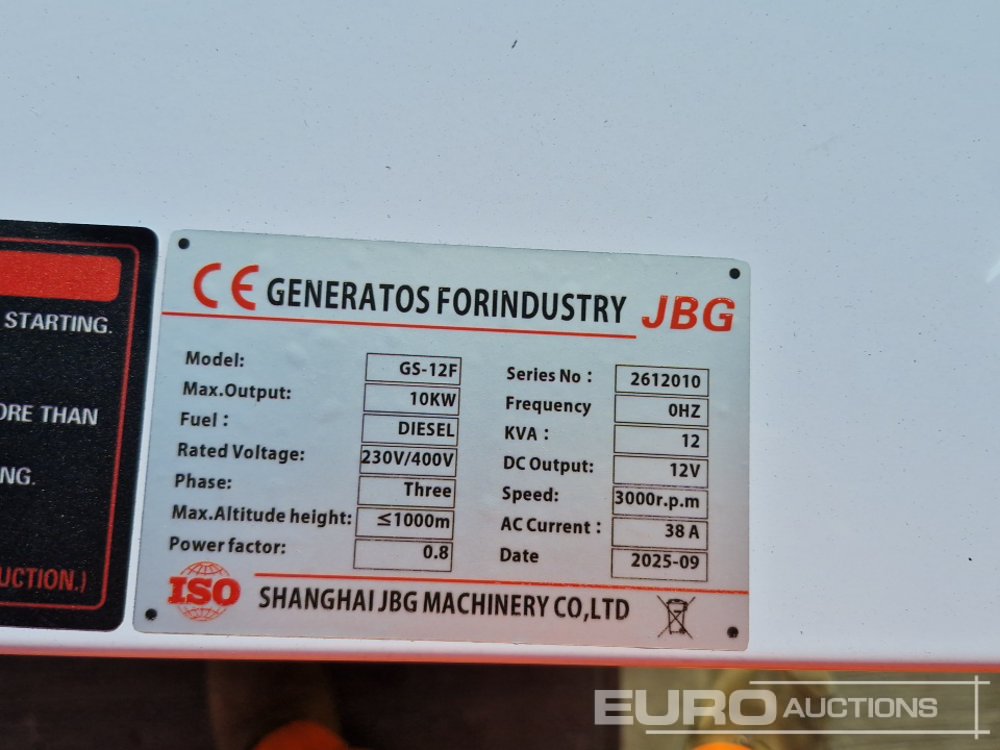 STARTING.
ORE THAN
NG.
UCTION.)
CE GENERATOS FORINDUSTRY JBG
Model: GS-12F
Max.Output: 10KW
Fuel: DIESEL
Rated Voltage: 230V/400V
Phase: Three
Max.Altitude height: ≤1000m
Power factor: 0.8
Series No: 2612010
Frequency 0HZ
KVA: 12
DC Output: 12V
Speed: 3000r.p.m
AC Current: 38 A
Date 2025-09
ISO SHANGHAI JBG MACHINERY CO,LTD
EURO AUCTIONS